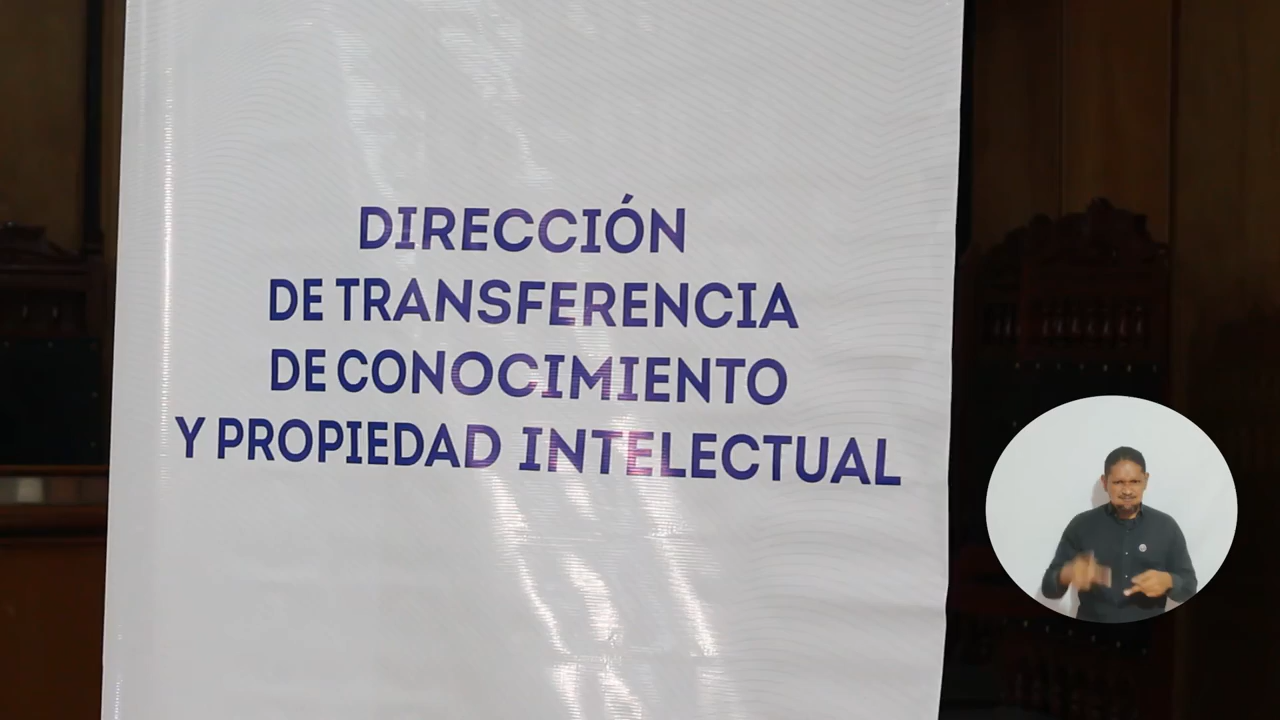 DIRECCIÓN
DE TRANSFERENCIA
DE CONOCIMIENTO
Y PROPIEDAD INTELECTUAL